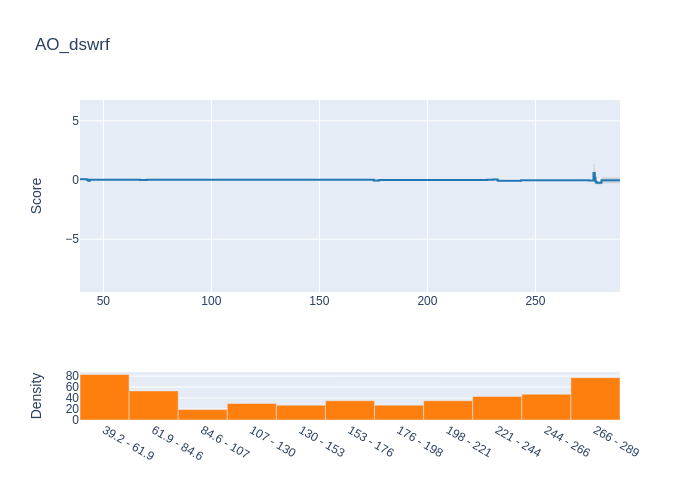 AO_dswrf
Score
5
0
−5
50
100
150
200
250
Density
80
60
40
20
0
39.2 - 61.9
61.9 - 84.6
84.6 - 107
107 - 130
130 - 153
153 - 176
176 - 198
198 - 221
221 - 244
244 - 266
266 - 289